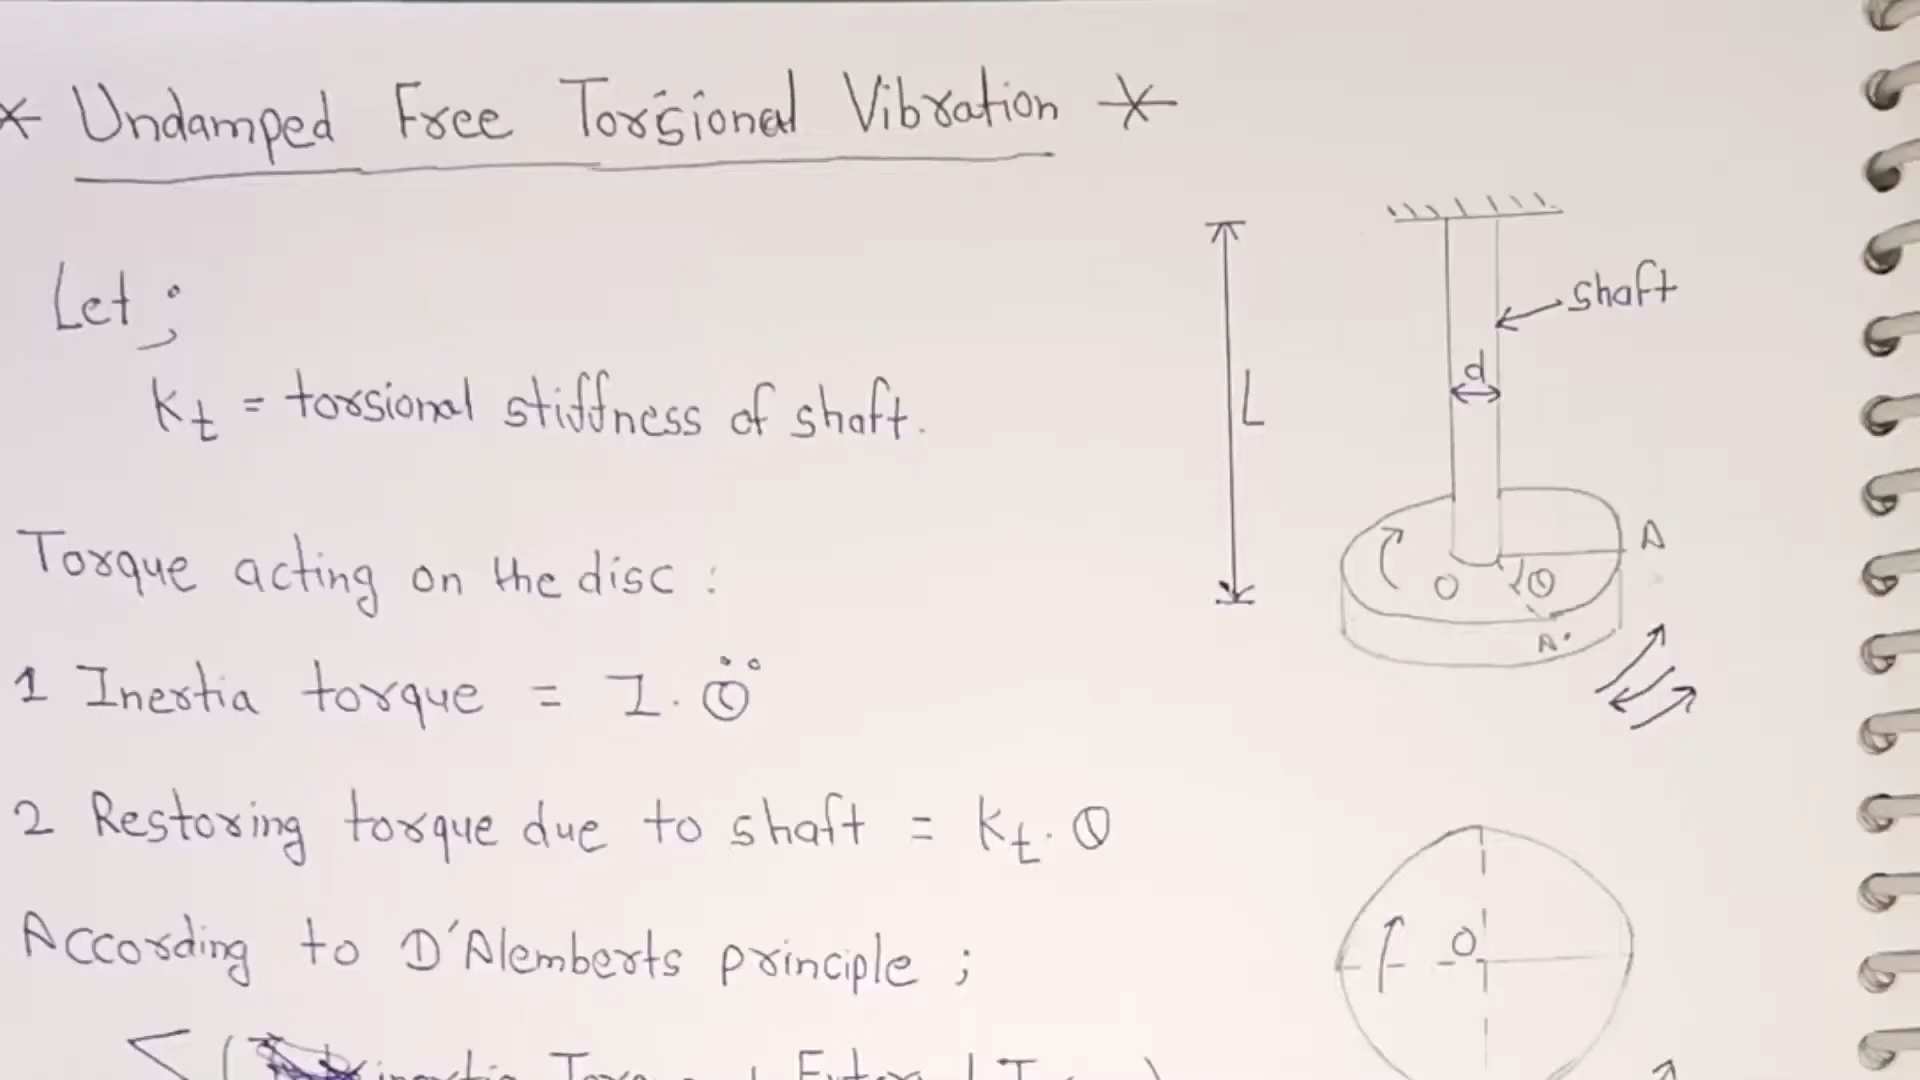 * Undamped Free Torsional Vibration *
Let ;
Kt = torsional stiffness of shaft.
Torque acting on the disc :
1 Inertia torque = I. θ̈
2 Restoring torque due to shaft = Kt. θ
According to D'Alemberts principle ;
Σ ( inertia
shaft
d
L
A
O
θ
A'
O